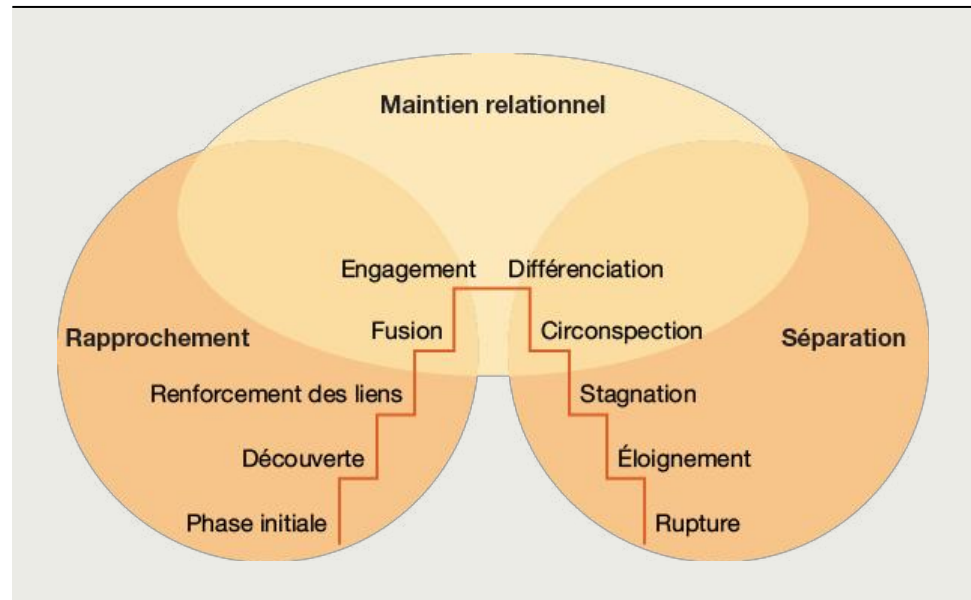 Maintien relationnel
Engagement
Différenciation
Fusion
Circonspection
Rapprochement
Séparation
Renforcement des liens
Stagnation
Découverte
Éloignement
Phase initiale
Rupture